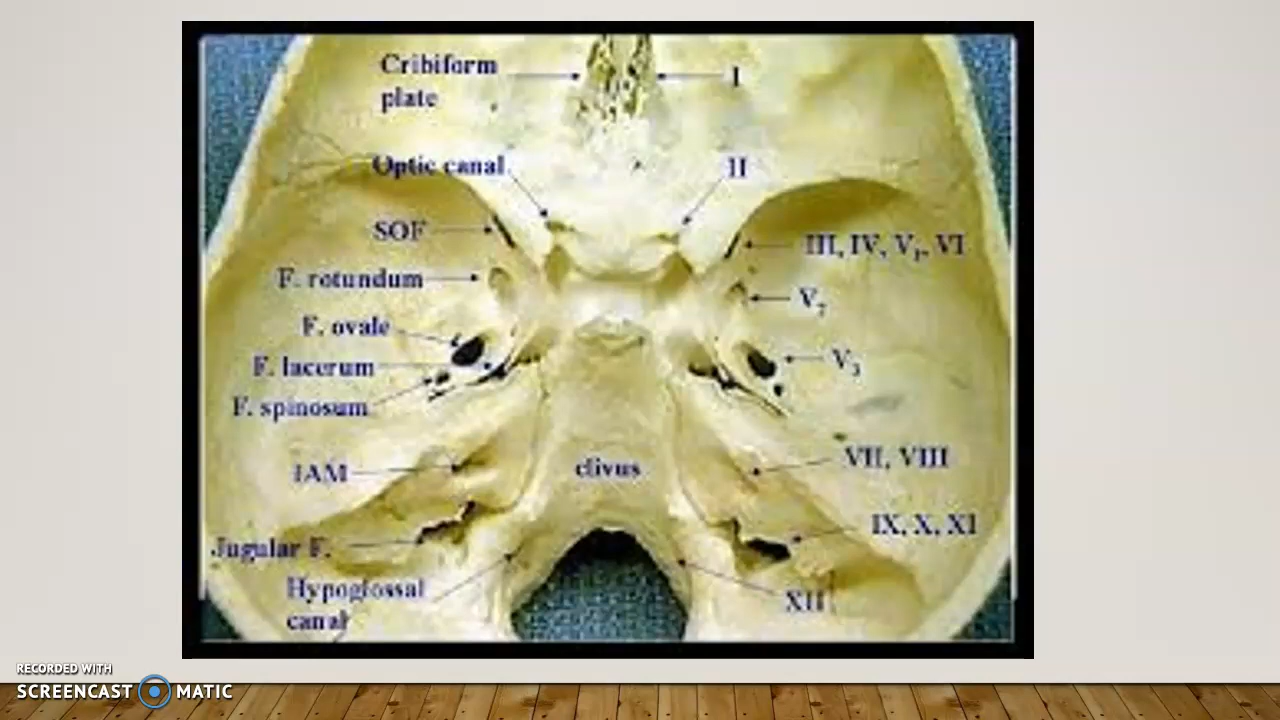 Cribiform
plate
I
Optic canal
II
SOF
III, IV, V1, VI
F. rotundum
V2
F. ovale
F. lacerum
V3
F. spinosum
IAM
clivus
VII, VIII
Jugular F.
IX, X, XI
Hypoglossal
canal
XII
RECORDED WITH
SCREENCAST MATIC